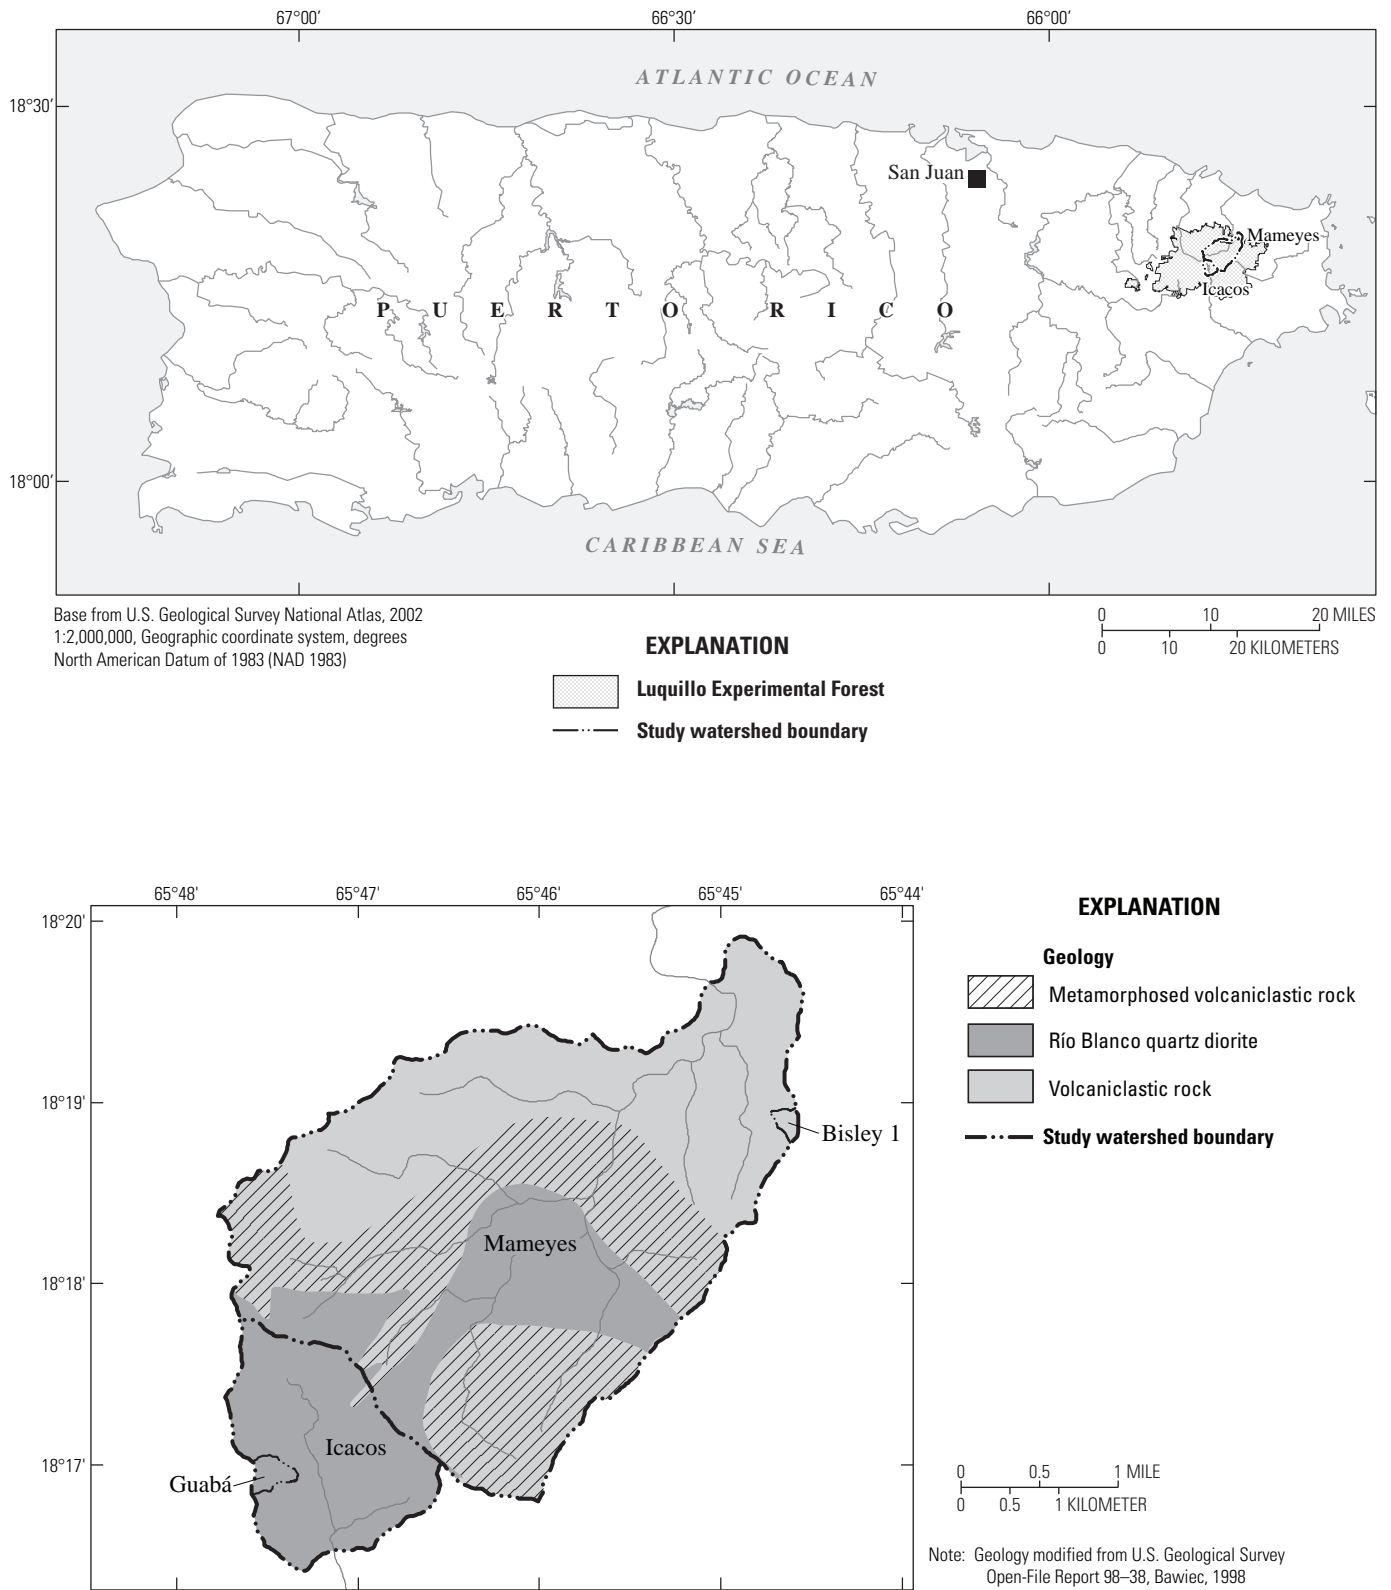 67°00'
66°30'
66°00'
ATLANTIC OCEAN
18°30'
San Juan
Mameyes
Icacos
PUERTO RICO
18°00'
CARIBBEAN SEA
Base from U.S. Geological Survey National Atlas, 2002
1:2,000,000, Geographic coordinate system, degrees
North American Datum of 1983 (NAD 1983)
0 10 20 MILES
0 10 20 KILOMETERS
EXPLANATION
Luquillo Experimental Forest
Study watershed boundary
65°48'
65°47'
65°46'
65°45'
65°44'
18°20'
18°19'
Bisley 1
Mameyes
18°18'
Icacos
18°17'
Guabá
EXPLANATION
Geology
Metamorphosed volcaniclastic rock
Río Blanco quartz diorite
Volcaniclastic rock
Study watershed boundary
0 0.5 1 MILE
0 0.5 1 KILOMETER
Note: Geology modified from U.S. Geological Survey
Open-File Report 98–38, Bawiec, 1998